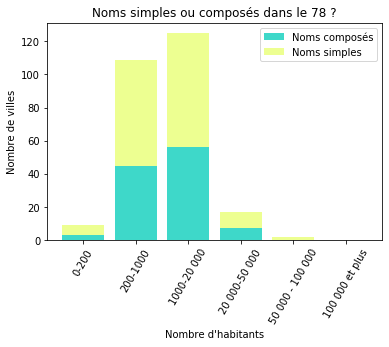 Noms simples ou composés dans le 78 ?
Noms composés
Noms simples
Nombre de villes
120
100
80
60
40
20
0
0-200
200-1000
1000-20 000
20 000-50 000
50 000 - 100 000
100 000 et plus
Nombre d'habitants